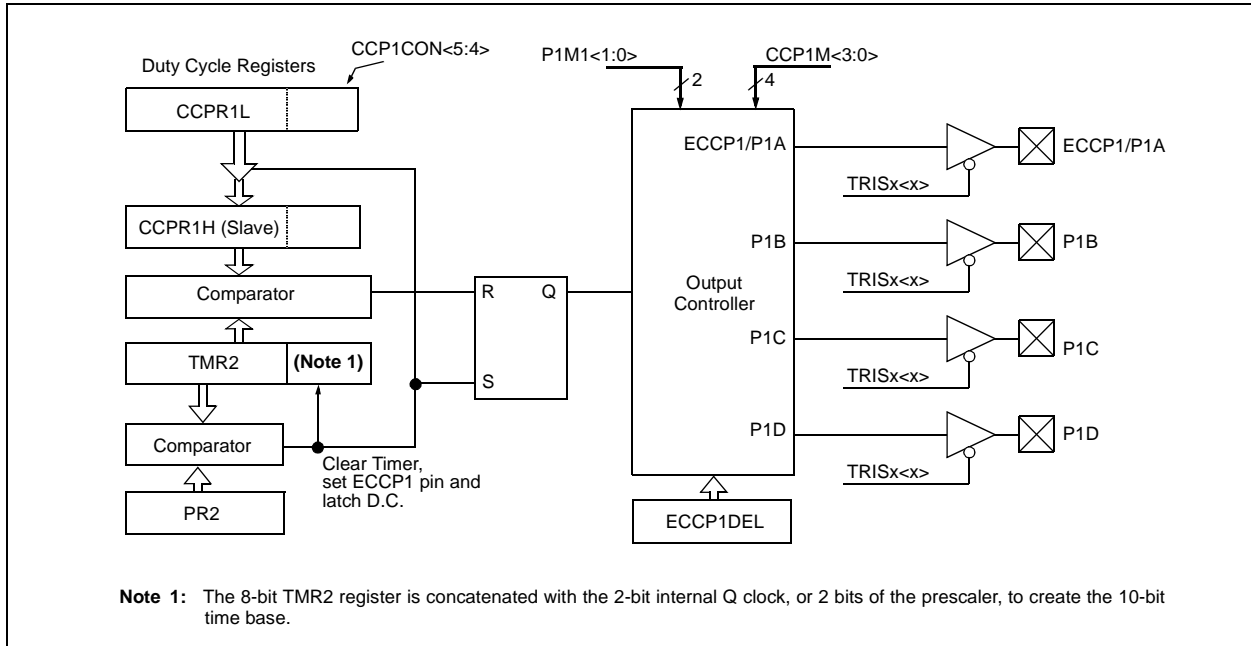 CCP1CON<5:4>
Duty Cycle Registers
CCPR1L
CCPR1H (Slave)
Comparator
TMR2
(Note 1)
Comparator
PR2
Clear Timer,
set ECCP1 pin and
latch D.C.
R
Q
S
P1M1<1:0>
2
CCP1M<3:0>
4
Output
Controller
ECCP1/P1A
P1B
P1C
P1D
ECCP1DEL
TRISx<x>
ECCP1/P1A
TRISx<x>
P1B
TRISx<x>
P1C
TRISx<x>
P1D
Note 1: The 8-bit TMR2 register is concatenated with the 2-bit internal Q clock, or 2 bits of the prescaler, to create the 10-bit
time base.